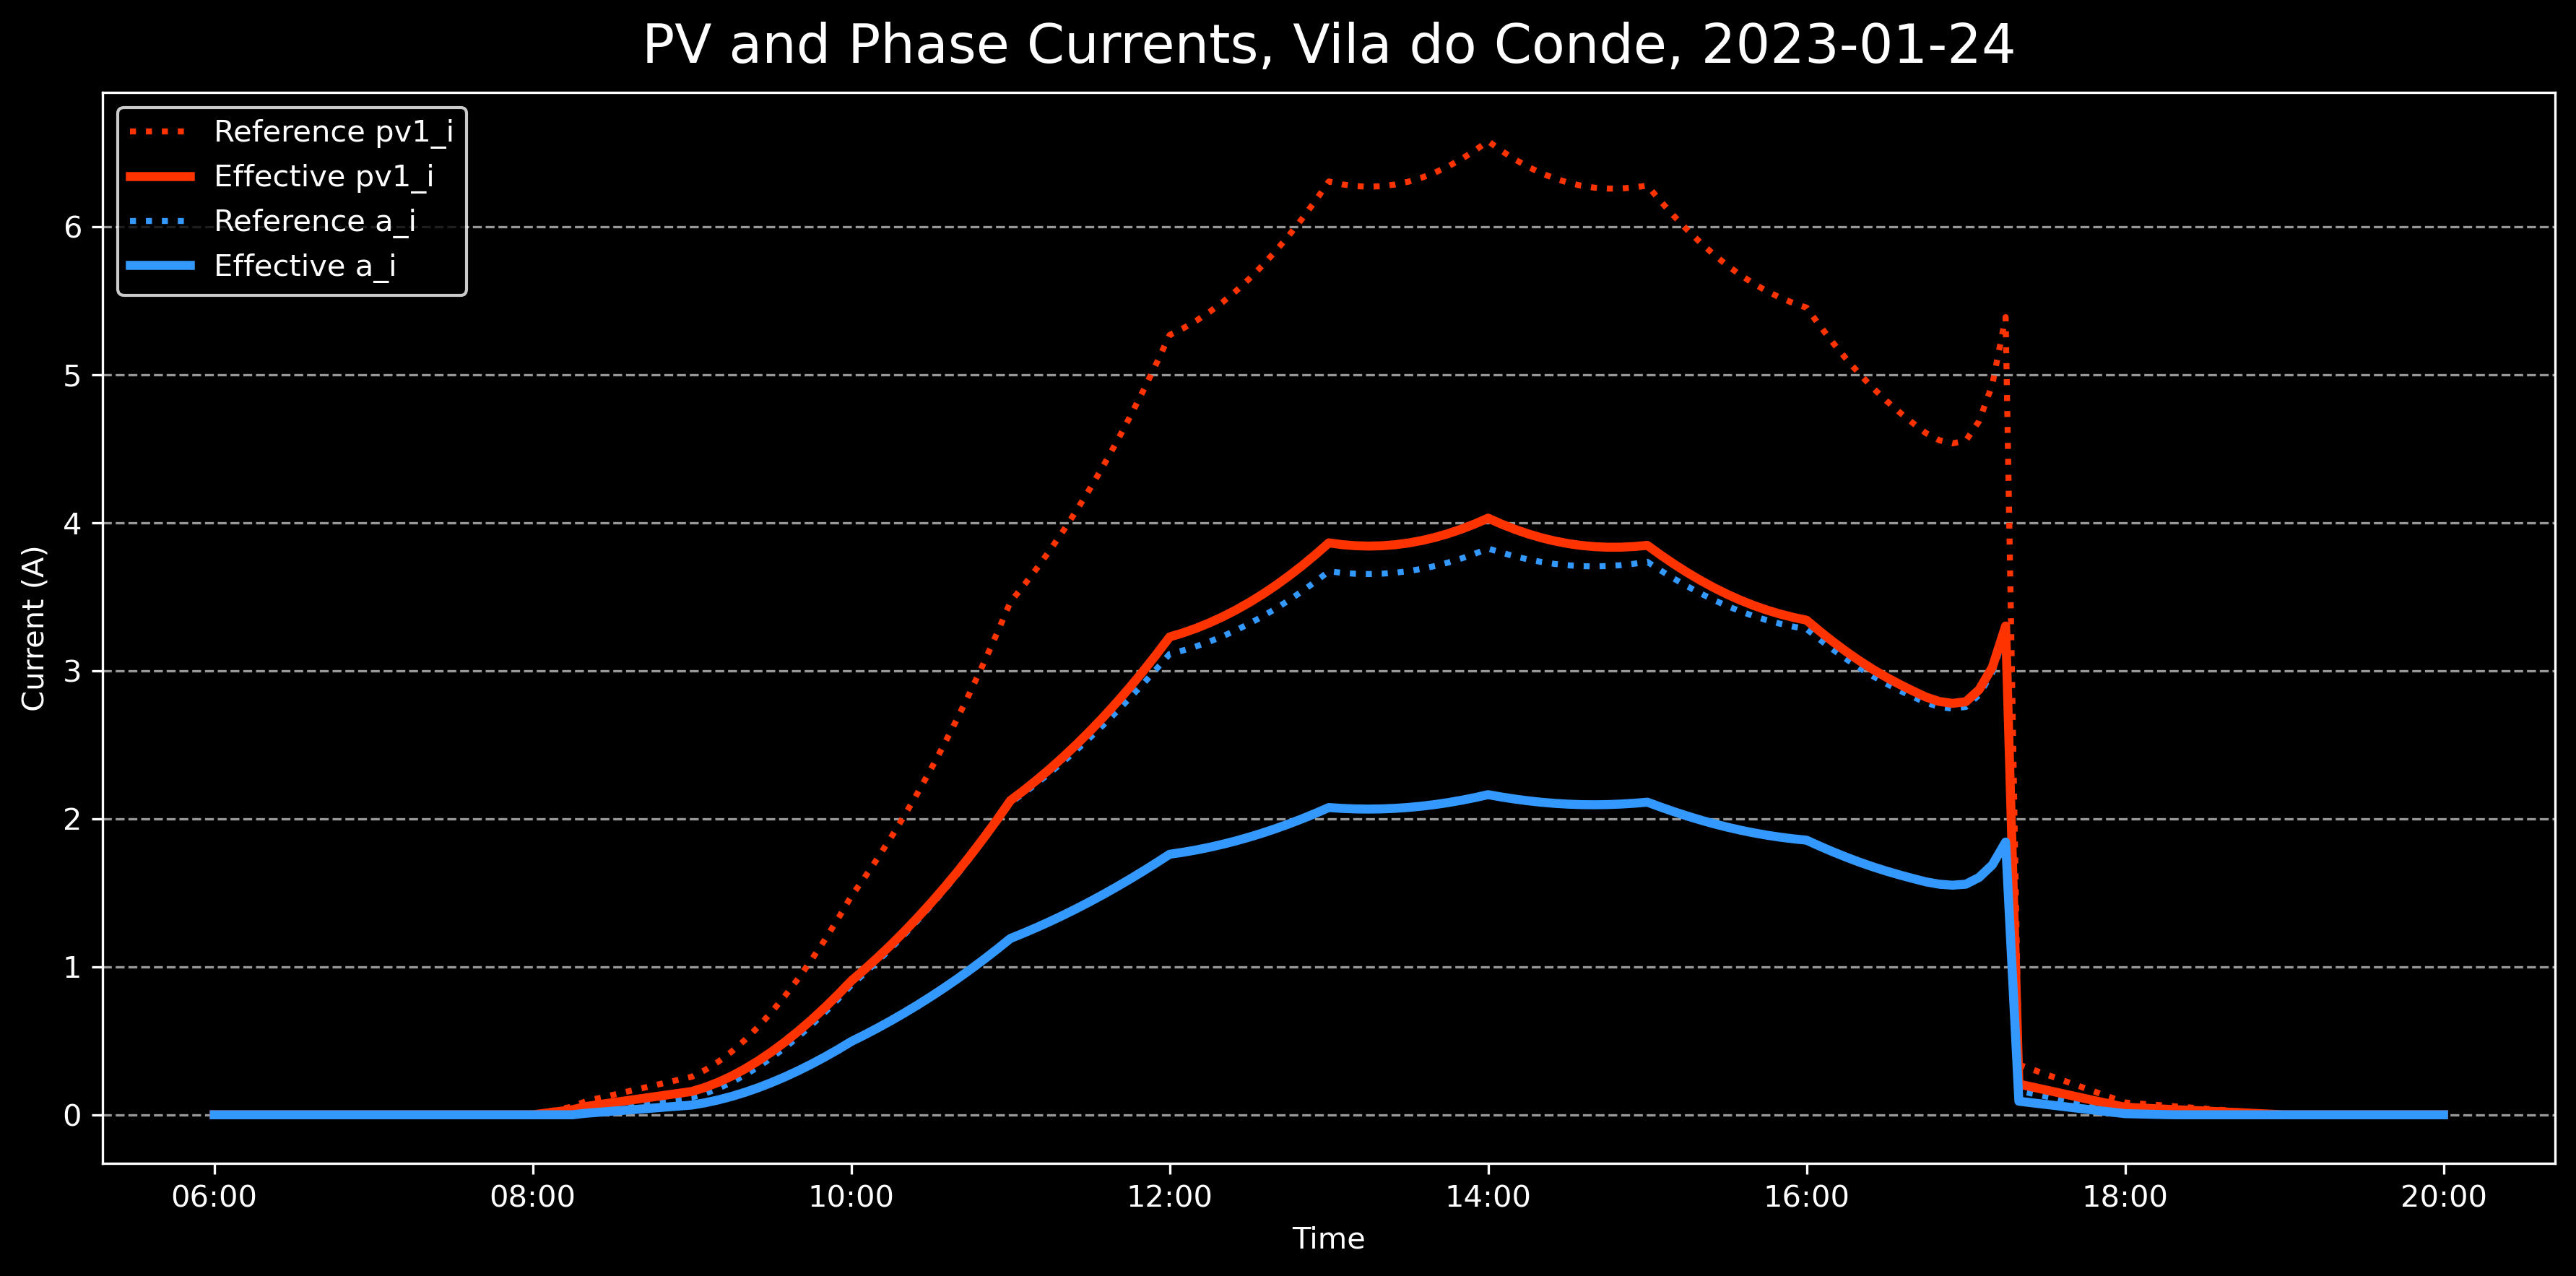 PV and Phase Currents, Vila do Conde, 2023-01-24
Reference pv1_i
Effective pv1_i
Reference a_i
Effective a_i
Current (A)
6
5
4
3
2
1
0
06:00 08:00 10:00 12:00 14:00 16:00 18:00 20:00
Time